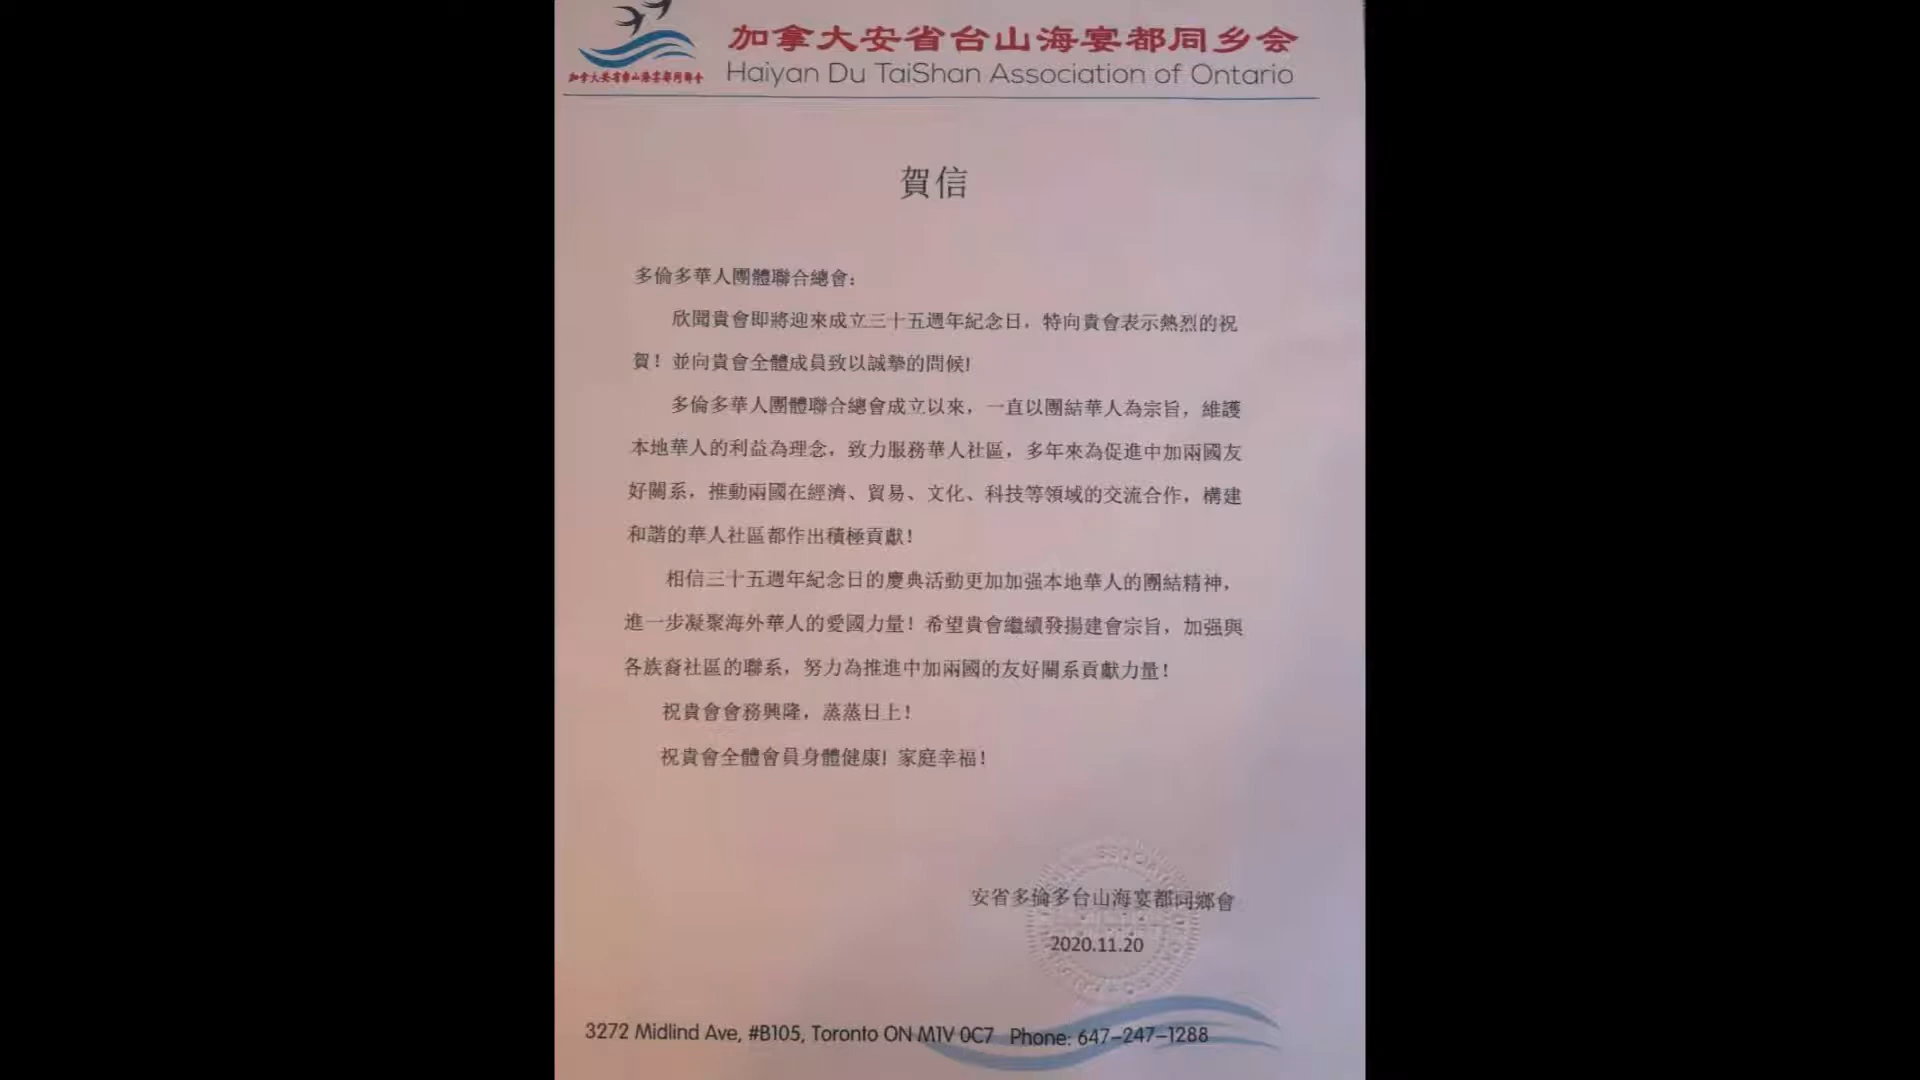 加拿大安省台山海宴都同乡会
Haiyan Du TaiShan Association of Ontario
加拿大安省台山海宴都同鄉會
賀信
多倫多華人團體聯合總會：
欣聞貴會即將迎來成立三十五週年紀念日，特向貴會表示熱烈的祝
賀！並向貴會全體成員致以誠摯的問候!
多倫多華人團體聯合總會成立以來，一直以團結華人為宗旨，維護
本地華人的利益為理念，致力服務華人社區，多年來為促進中加兩國友
好關系，推動兩國在經濟、貿易、文化、科技等領域的交流合作，構建
和諧的華人社區都作出積極貢獻！
相信三十五週年紀念日的慶典活動更加加强本地華人的團結精神，
進一步凝聚海外華人的愛國力量！希望貴會繼續發揚建會宗旨，加强與
各族裔社區的聯系，努力為推進中加兩國的友好關系貢獻力量！
祝貴會會務興隆，蒸蒸日上！
祝貴會全體會員身體健康! 家庭幸福！
安省多倫多台山海宴都同鄉會
2020.11.20
3272 Midlind Ave, #B105, Toronto ON M1V 0C7 Phone: 647-247-1288